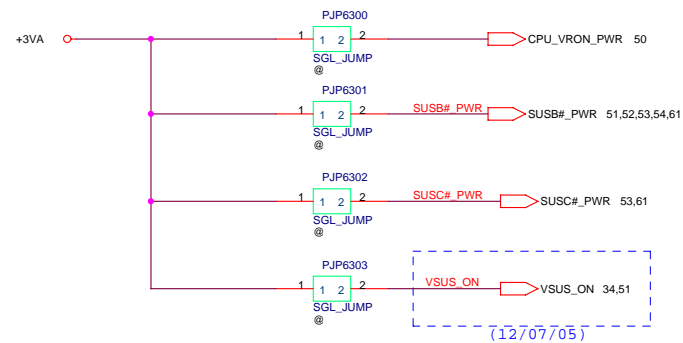 PJP6300
+3VA
1 1 2 2
CPU_VRON_PWR 50
SGL_JUMP
@
PJP6301
1 1 2 2
SUSB#_PWR
SUSB#_PWR 51,52,53,54,61
SGL_JUMP
@
PJP6302
1 1 2 2
SUSC#_PWR
SUSC#_PWR 53,61
SGL_JUMP
@
PJP6303
1 1 2 2
VSUS_ON
VSUS_ON 34,51
SGL_JUMP
@
(12/07/05)